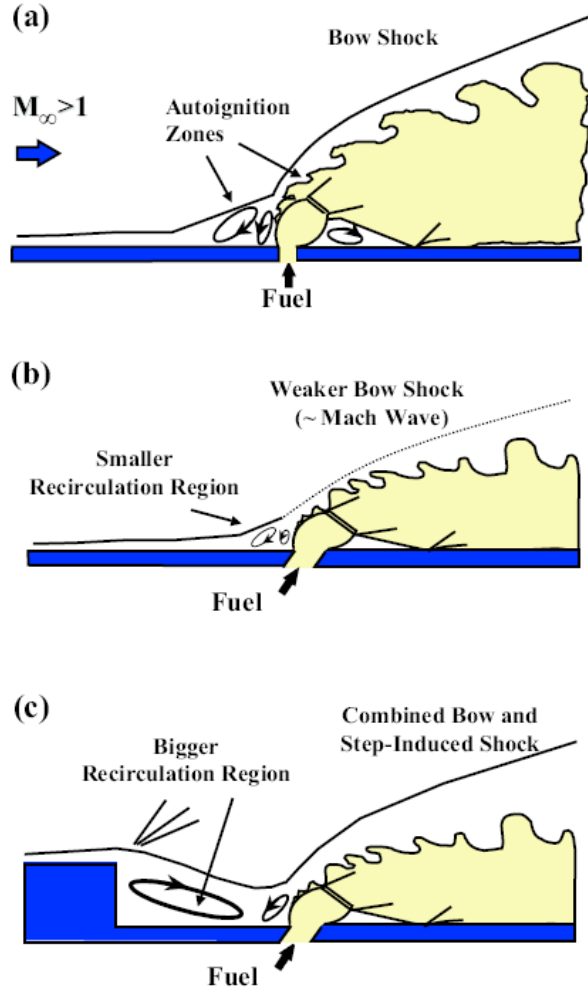 (a)
Bow Shock
M∞>1
Autoignition
Zones
Fuel
(b)
Weaker Bow Shock
(~ Mach Wave)
Smaller
Recirculation Region
Fuel
(c)
Combined Bow and
Step-Induced Shock
Bigger
Recirculation Region
Fuel